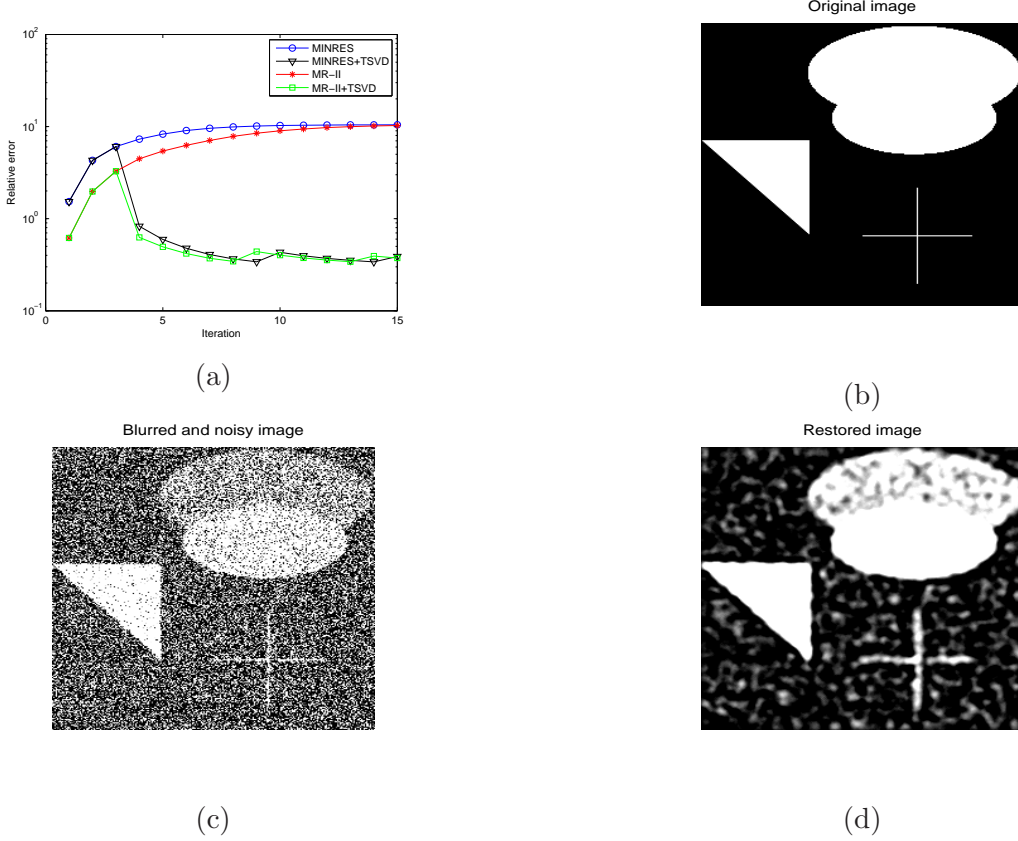 10^2
10^1
10^0
10^-1
Relative error
0
5
10
15
Iteration
MINRES
MINRES+TSVD
MR-II
MR-II+TSVD
(a)
Original image
(b)
Blurred and noisy image
(c)
Restored image
(d)